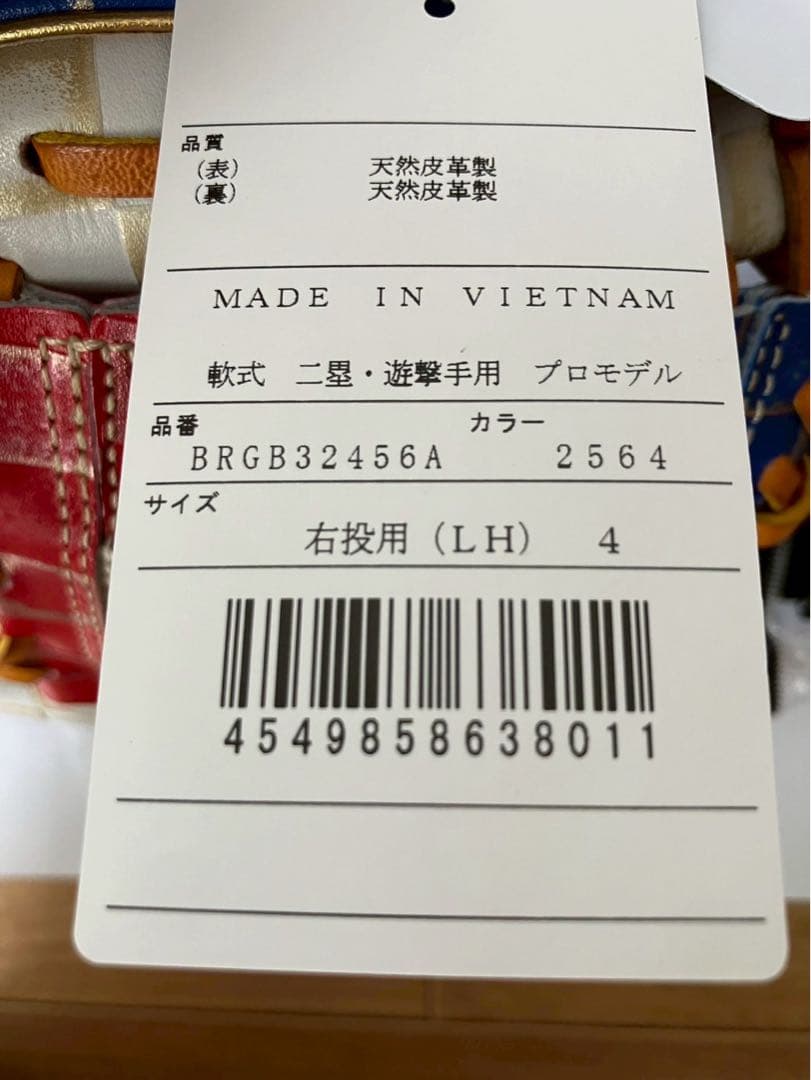 品質
（表） 天然皮革製
（裏） 天然皮革製
MADE IN VIETNAM
軟式 二塁・遊撃手用 プロモデル
品番 カラー
BRGB32456A 2564
サイズ
右投用（LH） 4
4549858638011